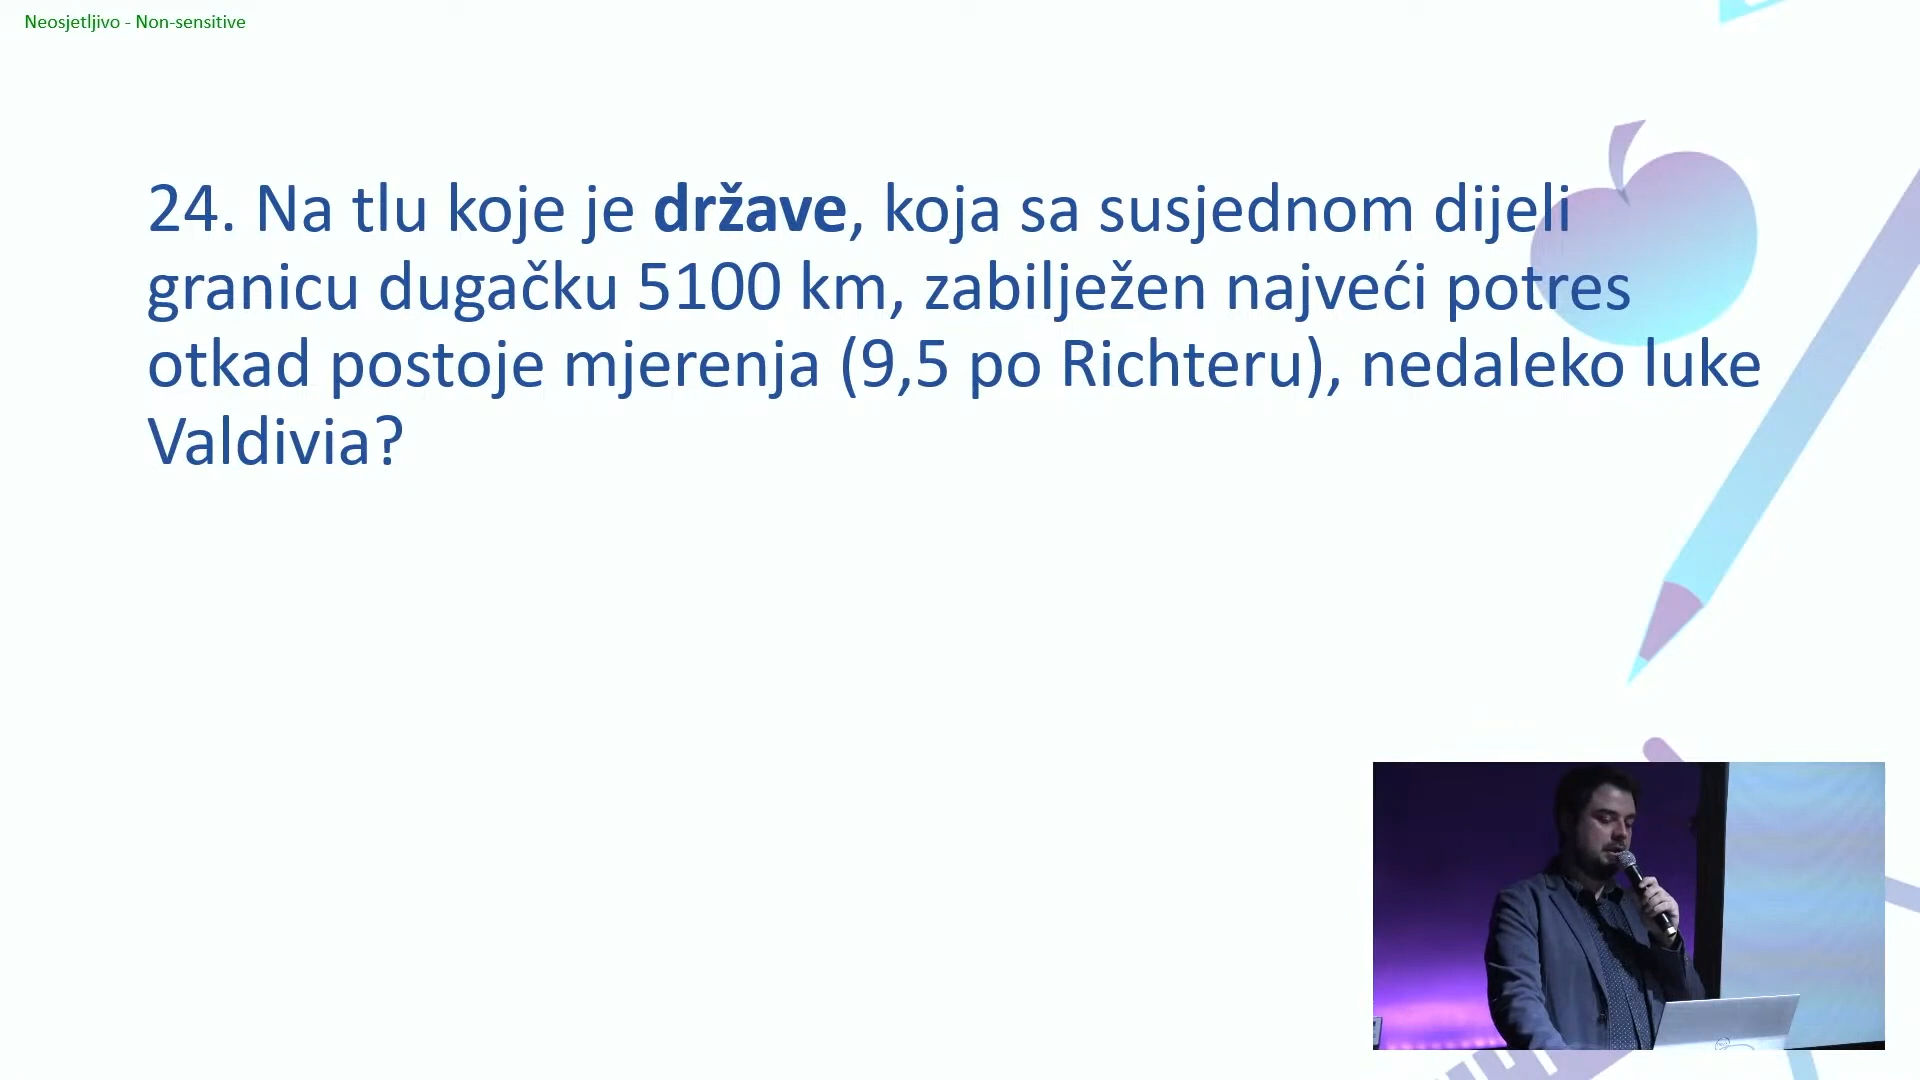 Neosjetljivo - Non-sensitive
24. Na tlu koje je države, koja sa susjednom dijeli
granicu dugačku 5100 km, zabilježen najveći potres
otkad postoje mjerenja (9,5 po Richteru), nedaleko luke
Valdivia?